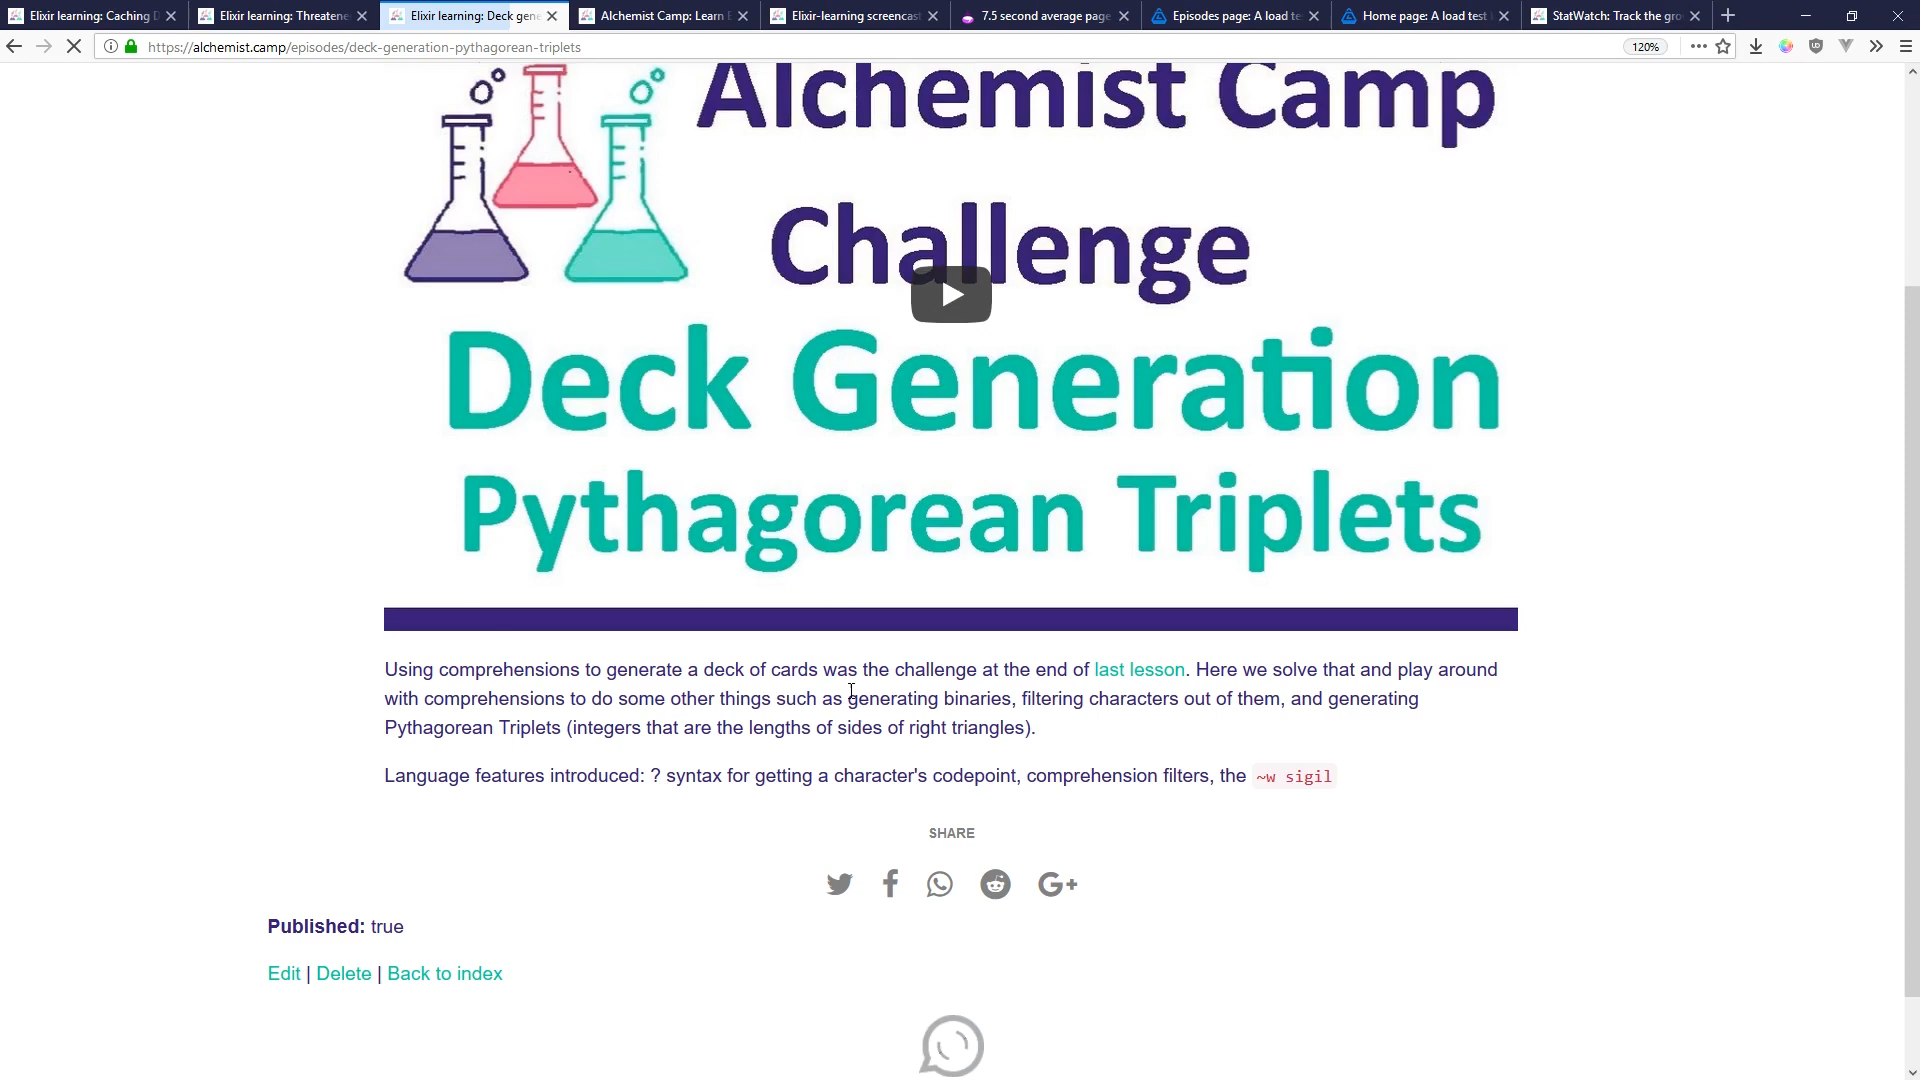 Elixir learning: Caching D
Elixir learning: Threatene
Elixir learning: Deck gene
Alchemist Camp: Learn E
Elixir-learning screencas
7.5 second average page
Episodes page: A load te
Home page: A load test
StatWatch: Track the gro
https://alchemist.camp/episodes/deck-generation-pythagorean-triplets
120%
Alchemist Camp
Challenge
Deck Generation
Pythagorean Triplets
Using comprehensions to generate a deck of cards was the challenge at the end of last lesson. Here we solve that and play around
with comprehensions to do some other things such as generating binaries, filtering characters out of them, and generating
Pythagorean Triplets (integers that are the lengths of sides of right triangles).
Language features introduced: ? syntax for getting a character's codepoint, comprehension filters, the ~w sigil
SHARE
G+
Published: true
Edit | Delete | Back to index